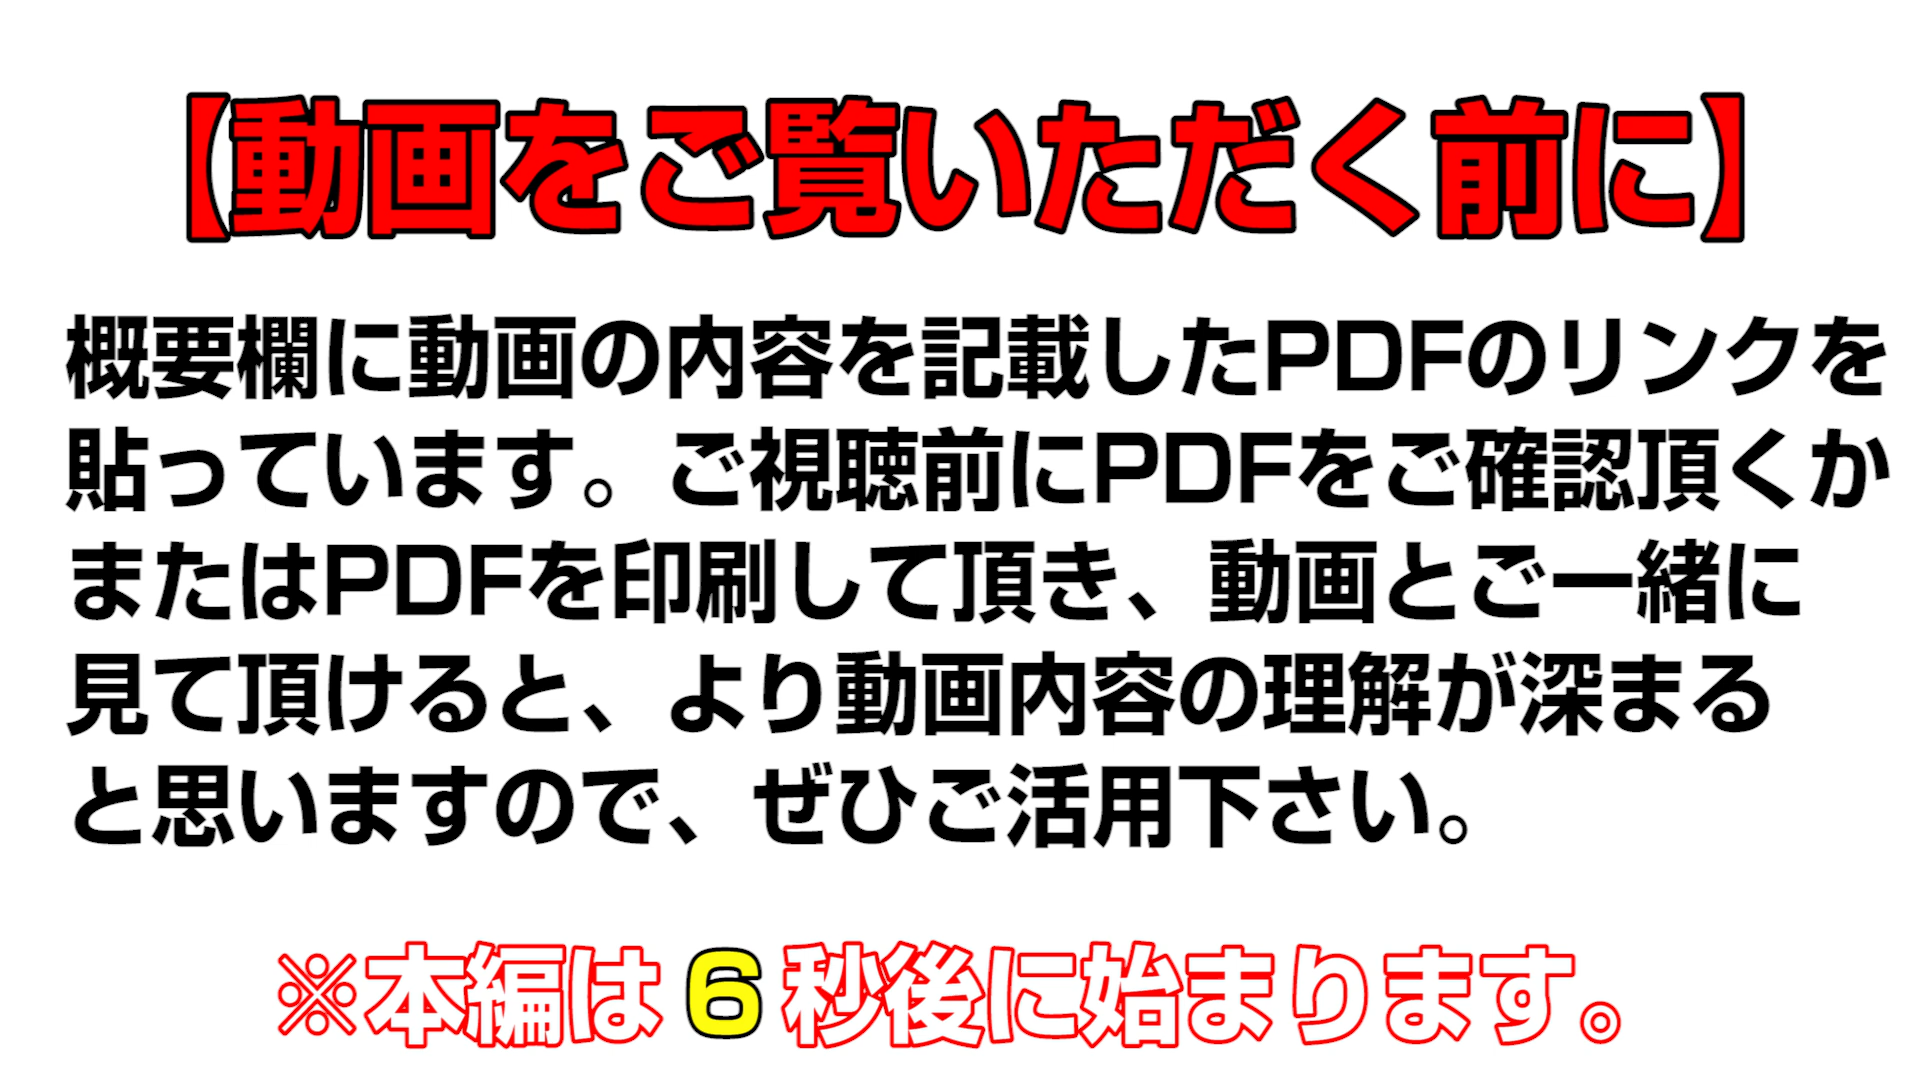 【動画をご覧いただく前に】
概要欄に動画の内容を記載したPDFのリンクを
貼っています。ご視聴前にPDFをご確認頂くか
またはPDFを印刷して頂き、動画とご一緒に
見て頂けると、より動画内容の理解が深まる
と思いますので、ぜひご活用下さい。
※本編は6秒後に始まります。